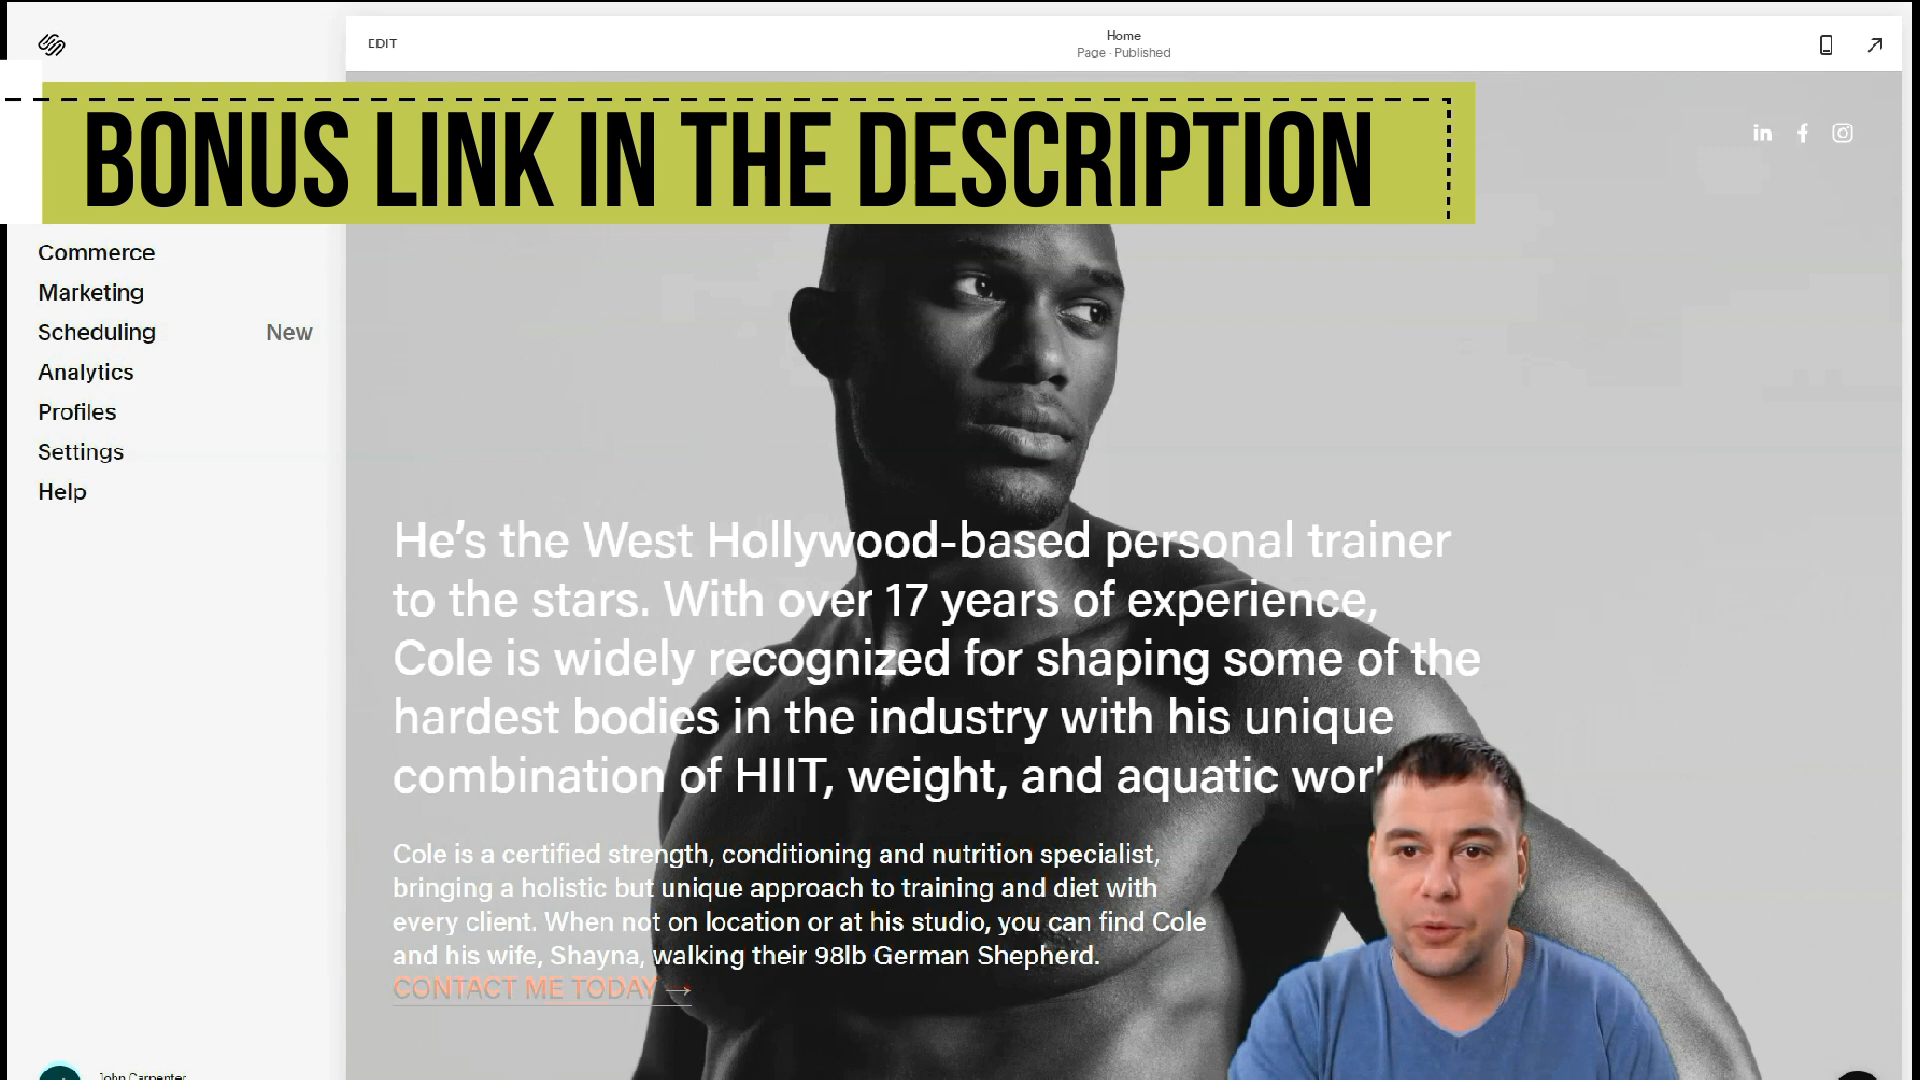 EDIT
Home
Page · Published
BONUS LINK IN THE DESCRIPTION
in
Commerce
Marketing
Scheduling New
Analytics
Profiles
Settings
Help
He's the West Hollywood-based personal trainer
to the stars. With over 17 years of experience,
Cole is widely recognized for shaping some of the
hardest bodies in the industry with his unique
combination of HIIT, weight, and aquatic
Cole is a certified strength, conditioning and nutrition specialist,
bringing a holistic but unique approach to training and diet with
every client. When not on location or at his studio, you can find Cole
and his wife, Shayna, walking their 98lb German Shepherd.
CONTACT ME TODAY →
John Carpenter